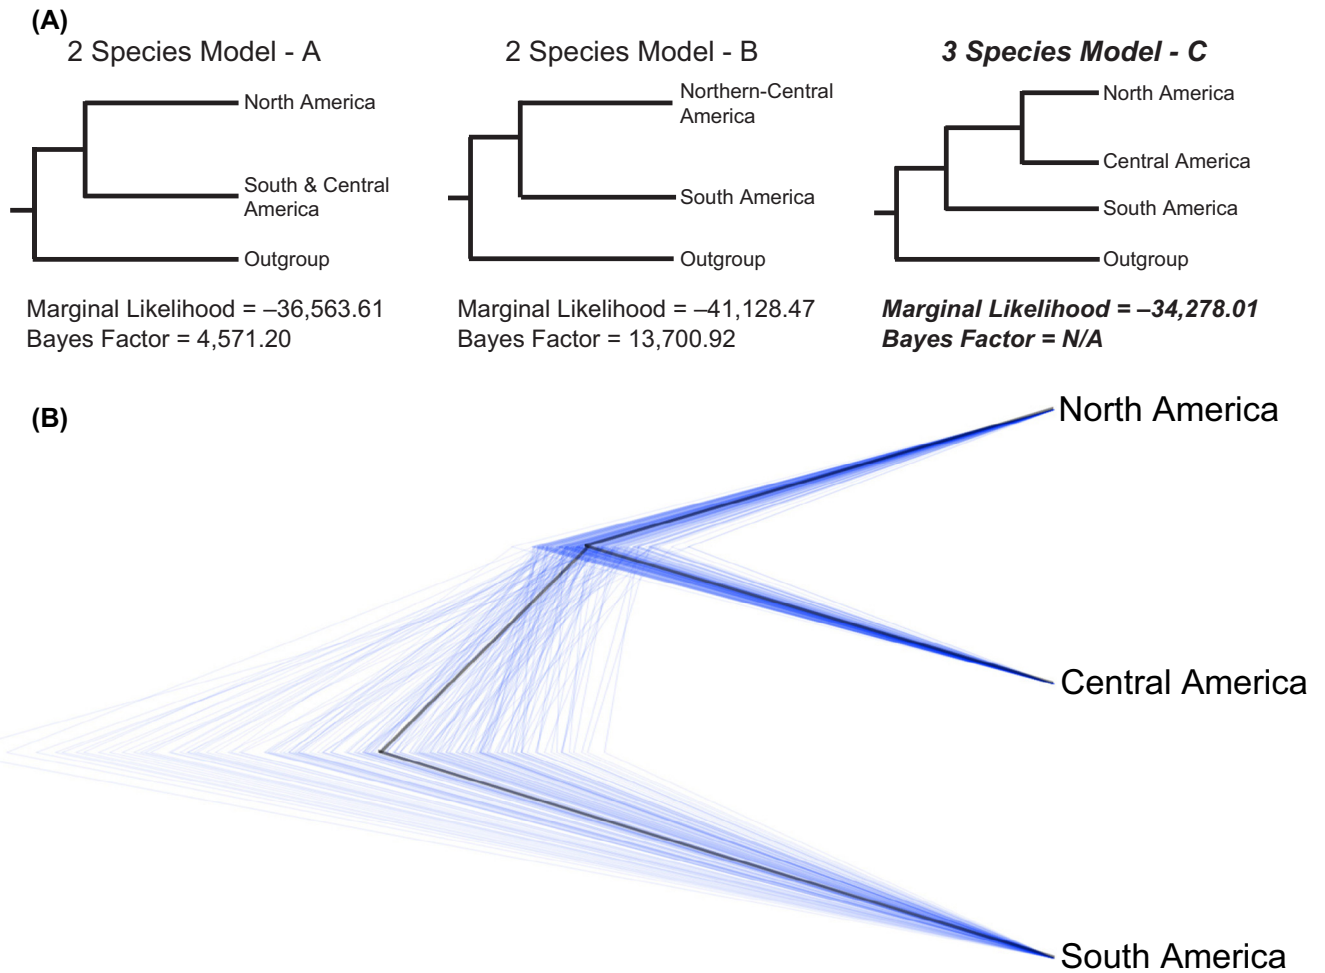 (A)
2 Species Model - A
North America
South & Central
America
Outgroup
Marginal Likelihood = –36,563.61
Bayes Factor = 4,571.20
2 Species Model - B
Northern-Central
America
South America
Outgroup
Marginal Likelihood = –41,128.47
Bayes Factor = 13,700.92
3 Species Model - C
North America
Central America
South America
Outgroup
Marginal Likelihood = –34,278.01
Bayes Factor = N/A
(B)
North America
Central America
South America